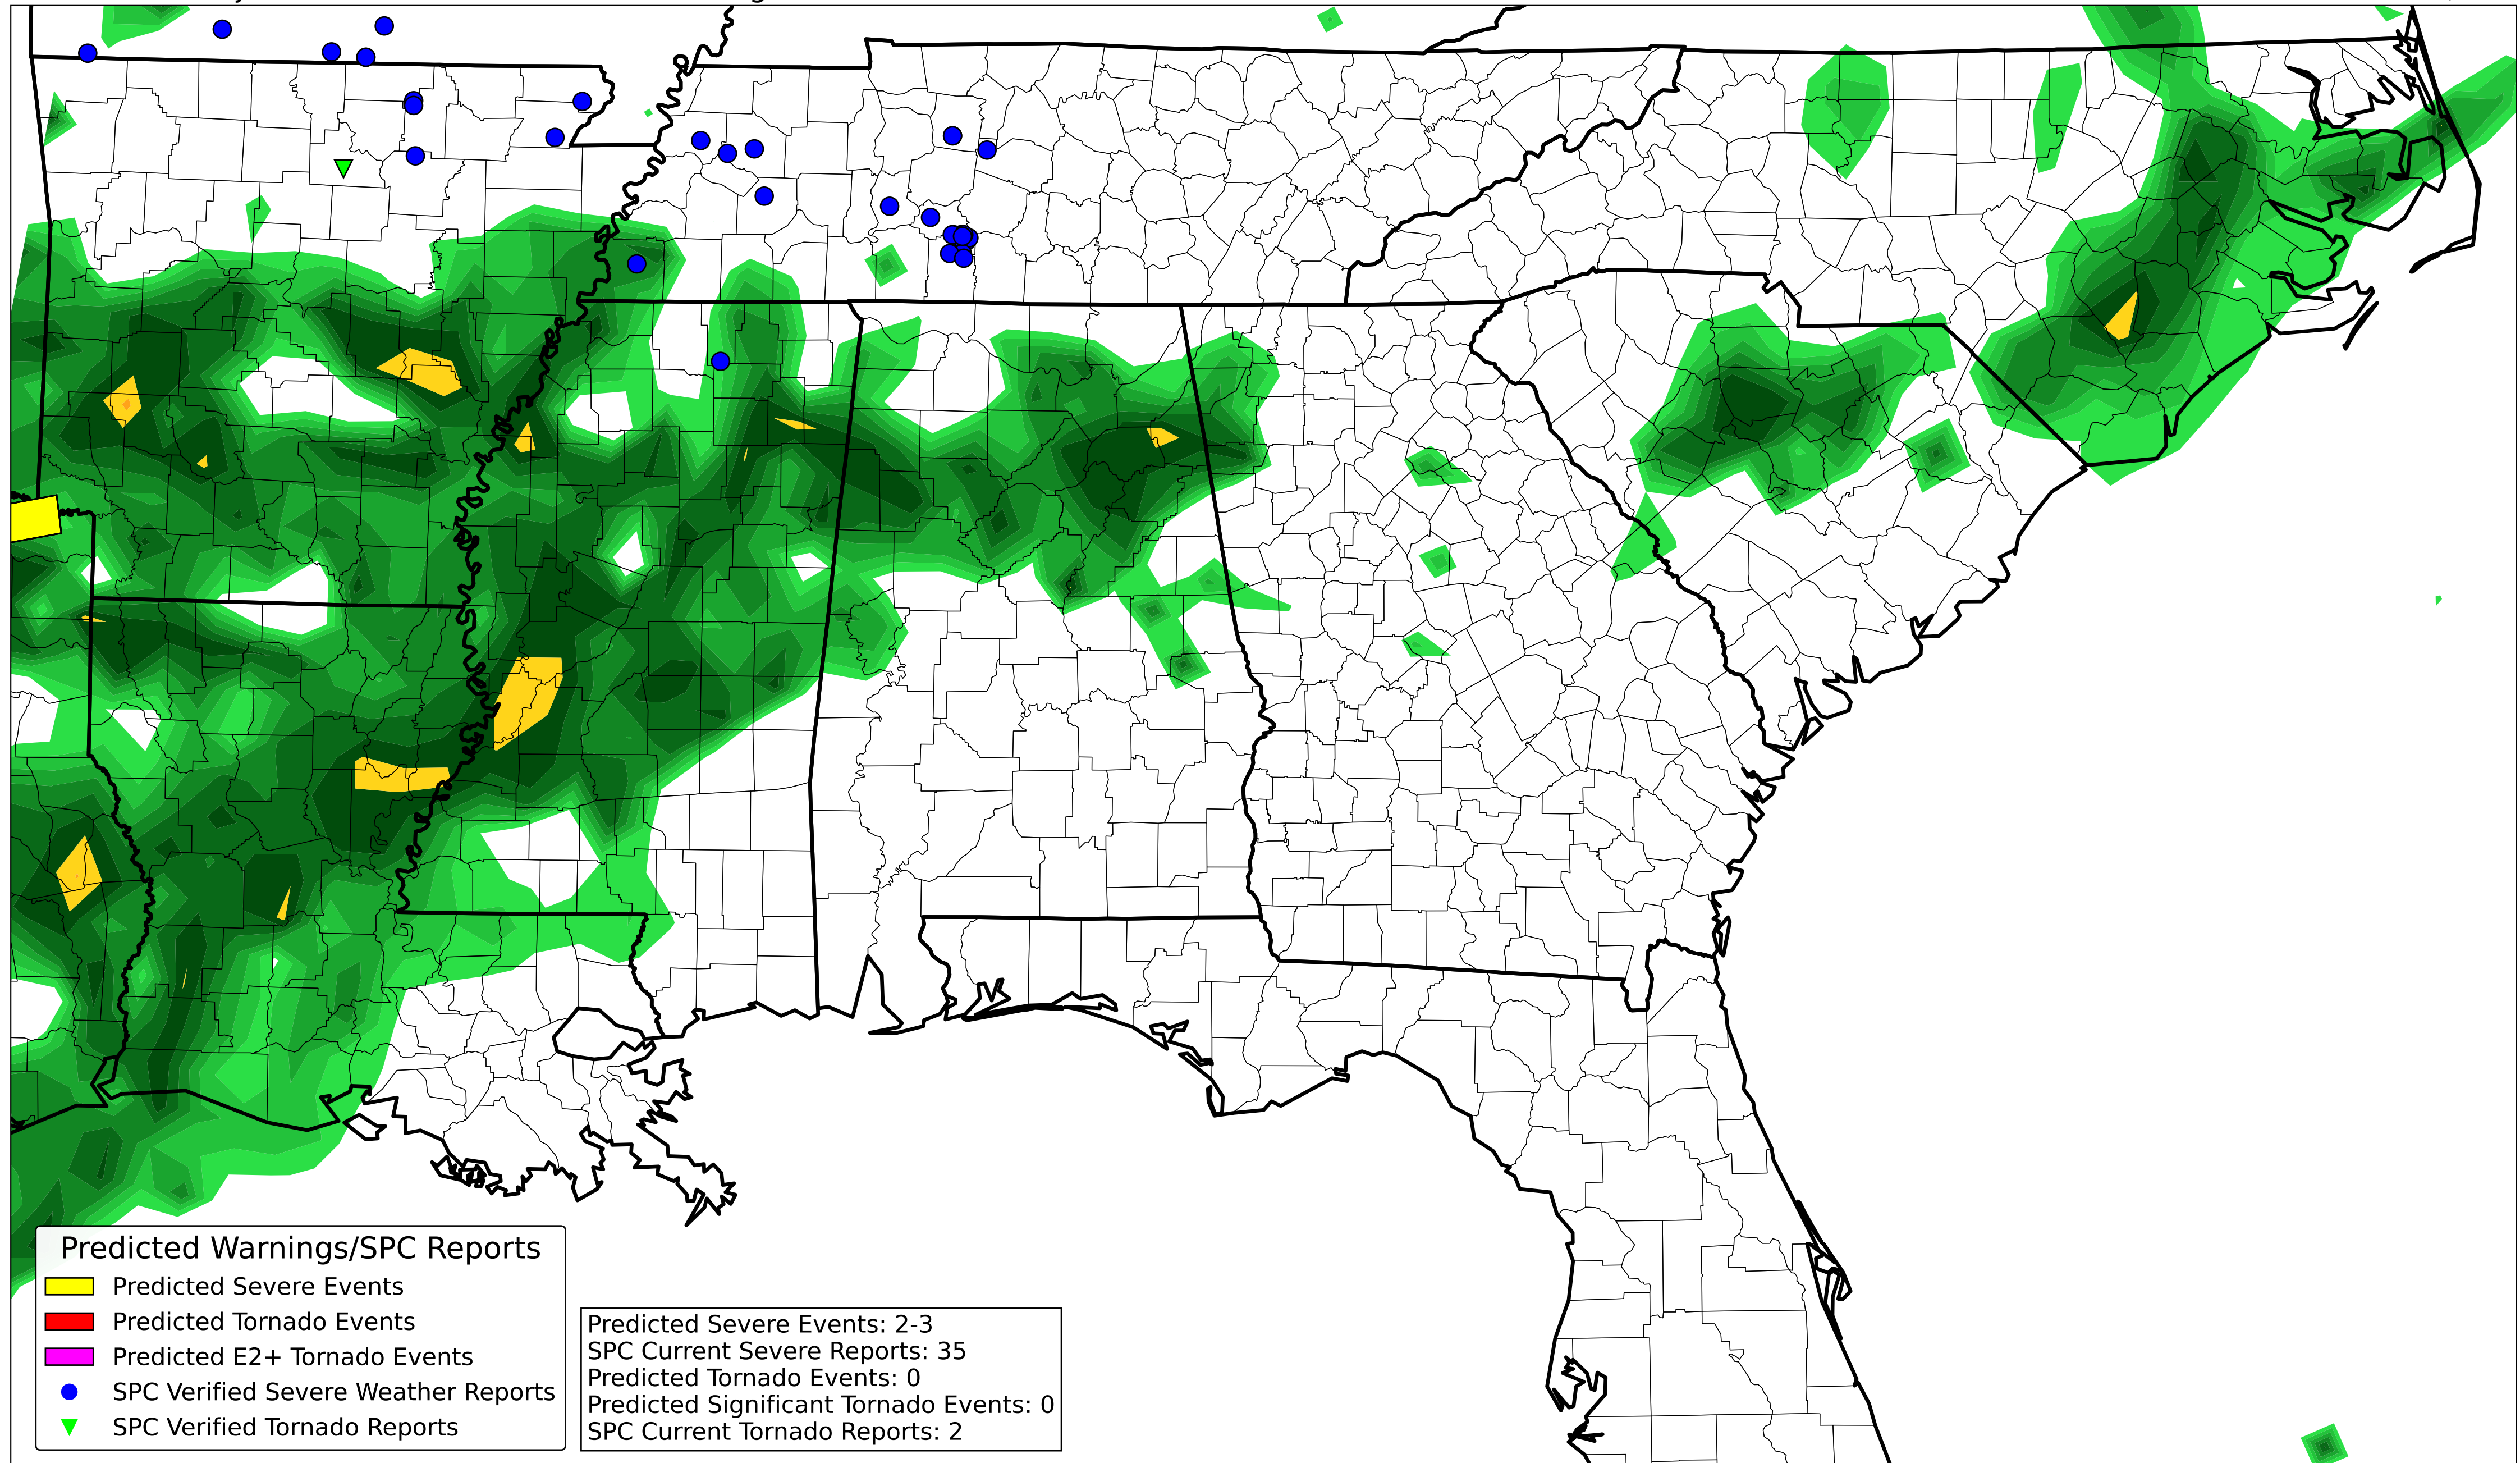 Predicted Warnings/SPC Reports
Predicted Severe Events
Predicted Tornado Events
Predicted E2+ Tornado Events
SPC Verified Severe Weather Reports
SPC Verified Tornado Reports
Predicted Severe Events: 2-3
SPC Current Severe Reports: 35
Predicted Tornado Events: 0
Predicted Significant Tornado Events: 0
SPC Current Tornado Reports: 2